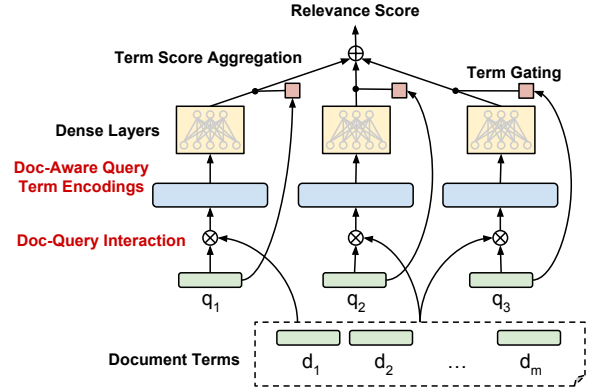 Relevance Score
Term Score Aggregation
Term Gating
Dense Layers
Doc-Aware Query
Term Encodings
Doc-Query Interaction
q1 q2 q3
Document Terms
d1 d2 … dm